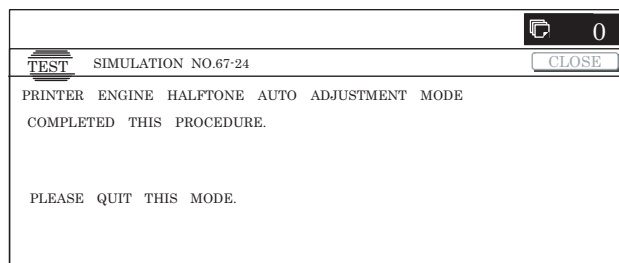 0
TEST SIMULATION NO.67-24 CLOSE
PRINTER ENGINE HALFTONE AUTO ADJUSTMENT MODE
COMPLETED THIS PROCEDURE.
PLEASE QUIT THIS MODE.